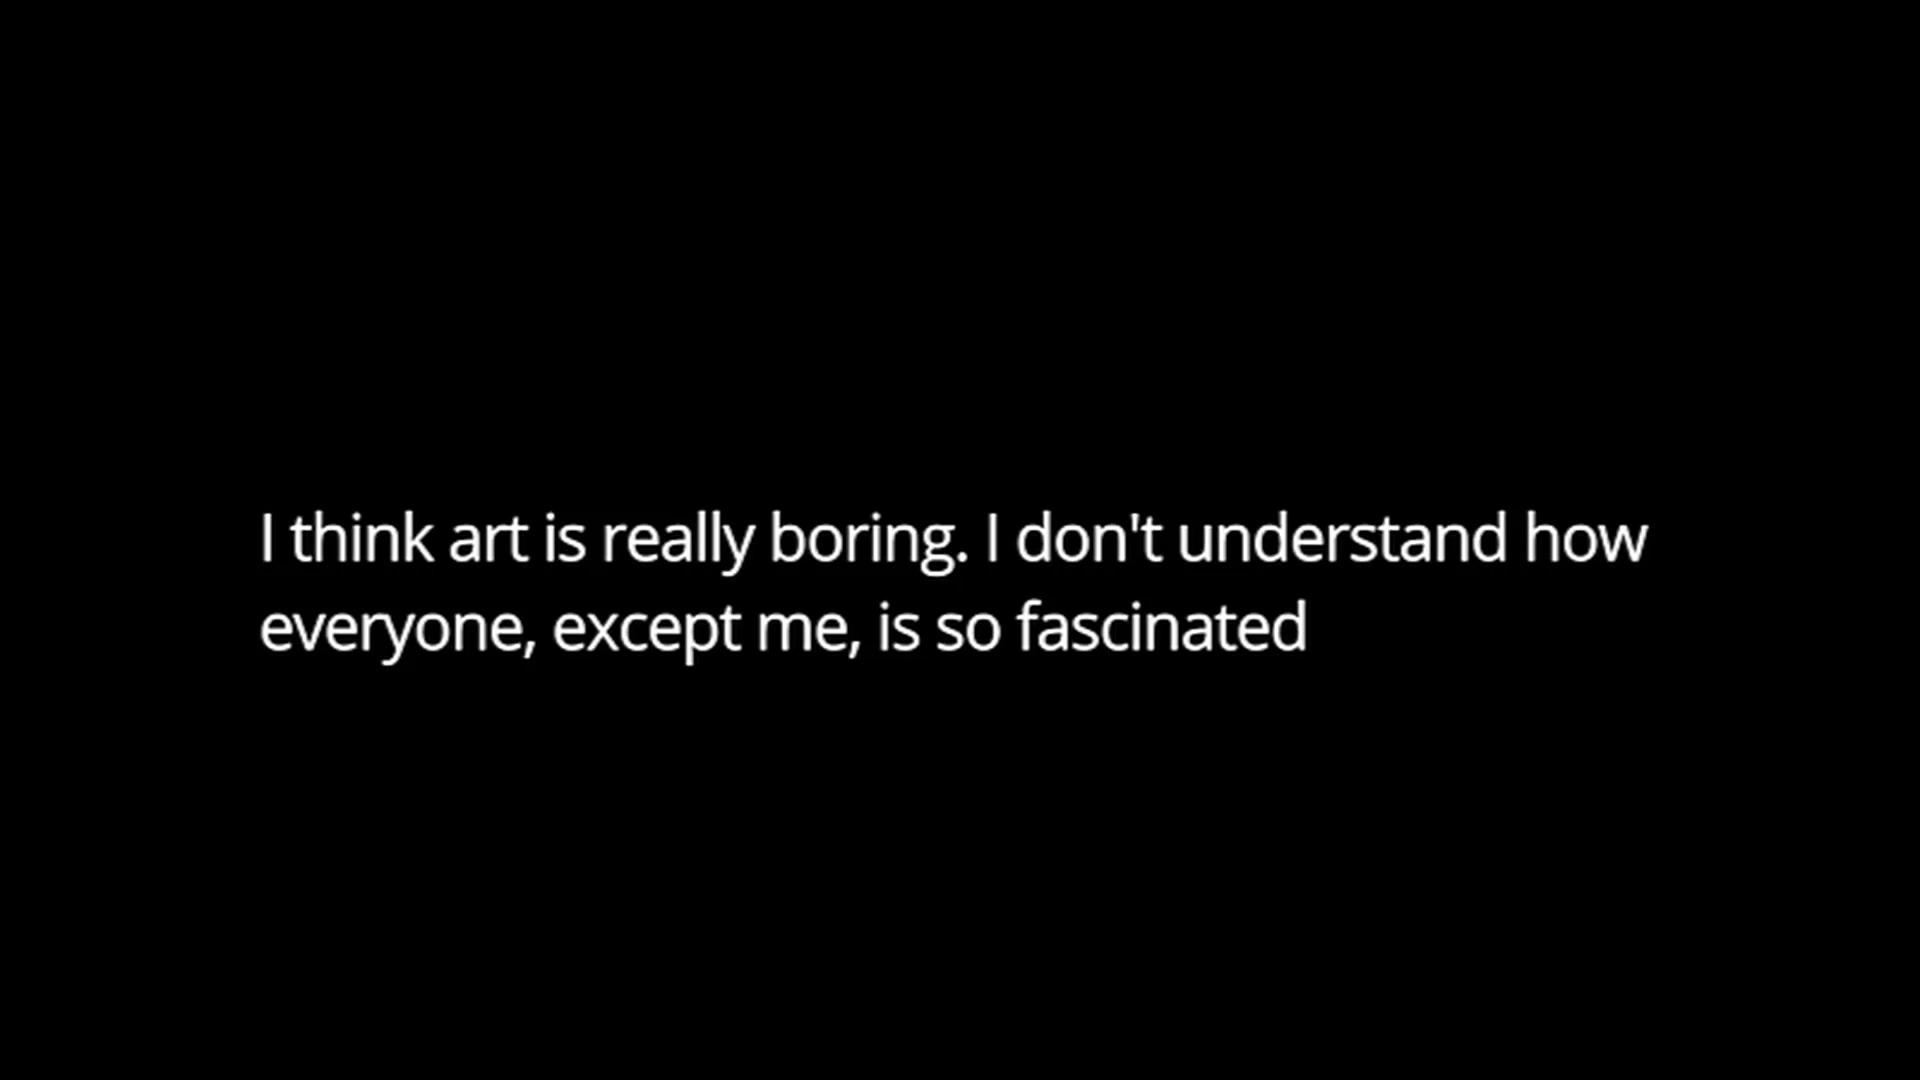 I think art is really boring. I don't understand how
everyone, except me, is so fascinated